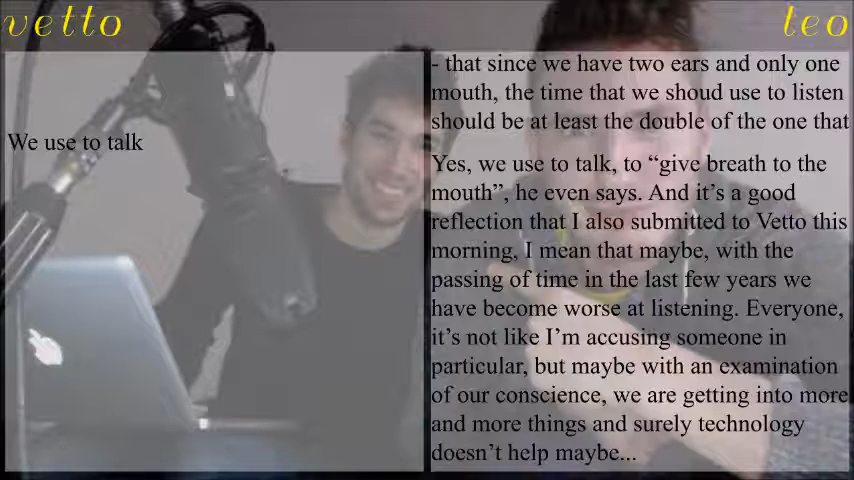 vetto
teo
We use to talk
- that since we have two ears and only one
mouth, the time that we shoud use to listen
should be at least the double of the one that
Yes, we use to talk, to “give breath to the
mouth”, he even says. And it’s a good
reflection that I also submitted to Vetto this
morning, I mean that maybe, with the
passing of time in the last few years we
have become worse at listening. Everyone,
it’s not like I’m accusing someone in
particular, but maybe with an examination
of our conscience, we are getting into more
and more things and surely technology
doesn’t help maybe...